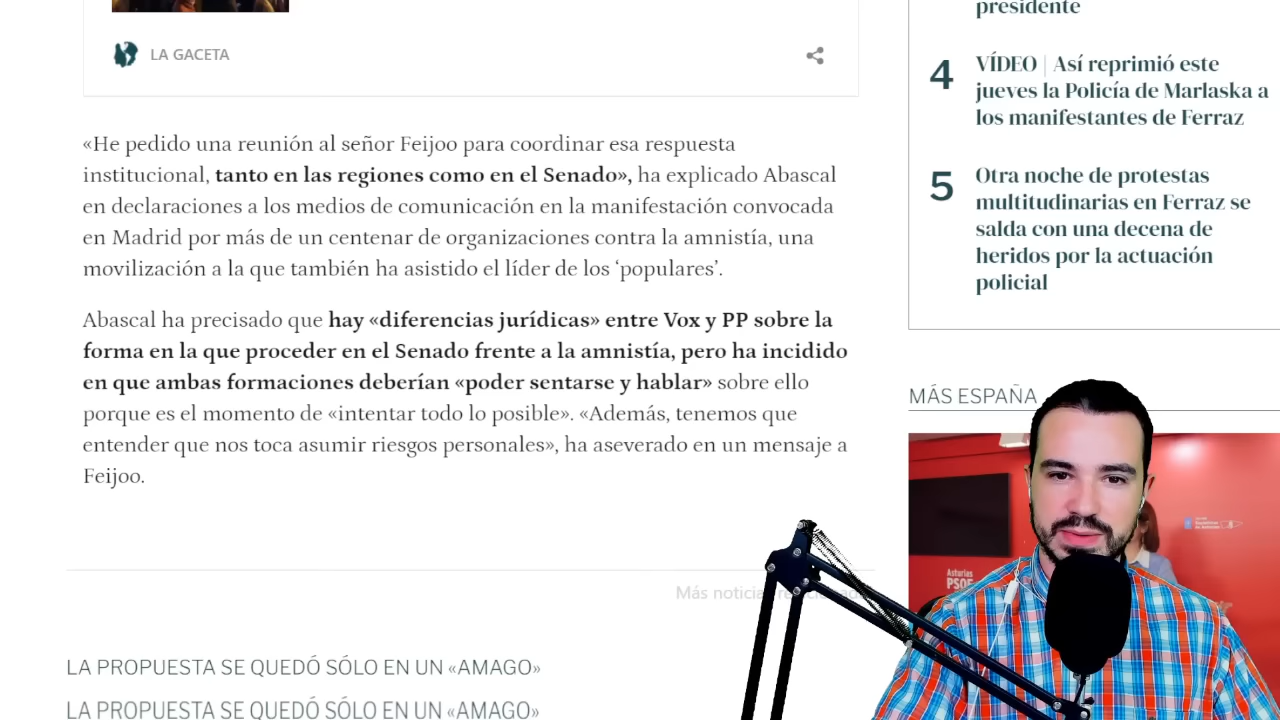 LA GACETA
«He pedido una reunión al señor Feijoo para coordinar esa respuesta
institucional, tanto en las regiones como en el Senado», ha explicado Abascal
en declaraciones a los medios de comunicación en la manifestación convocada
en Madrid por más de un centenar de organizaciones contra la amnistía, una
movilización a la que también ha asistido el líder de los ‘populares’.
Abascal ha precisado que hay «diferencias jurídicas» entre Vox y PP sobre la
forma en la que proceder en el Senado frente a la amnistía, pero ha incidido
en que ambas formaciones deberían «poder sentarse y hablar» sobre ello
porque es el momento de «intentar todo lo posible». «Además, tenemos que
entender que nos toca asumir riesgos personales», ha aseverado en un mensaje a
Feijoo.
Más
LA PROPUESTA SE QUEDÓ SÓLO EN UN «AMAGO»
LA PROPUESTA SE QUEDÓ SÓLO EN UN «AMAGO»
presidente
4
VÍDEO | Así reprimió este
jueves la Policía de Marlaska a
los manifestantes de Ferraz
5
Otra noche de protestas
multitudinarias en Ferraz se
salda con una decena de
heridos por la actuación
policial
MÁS ESPAÑA
Asturias
PSOE